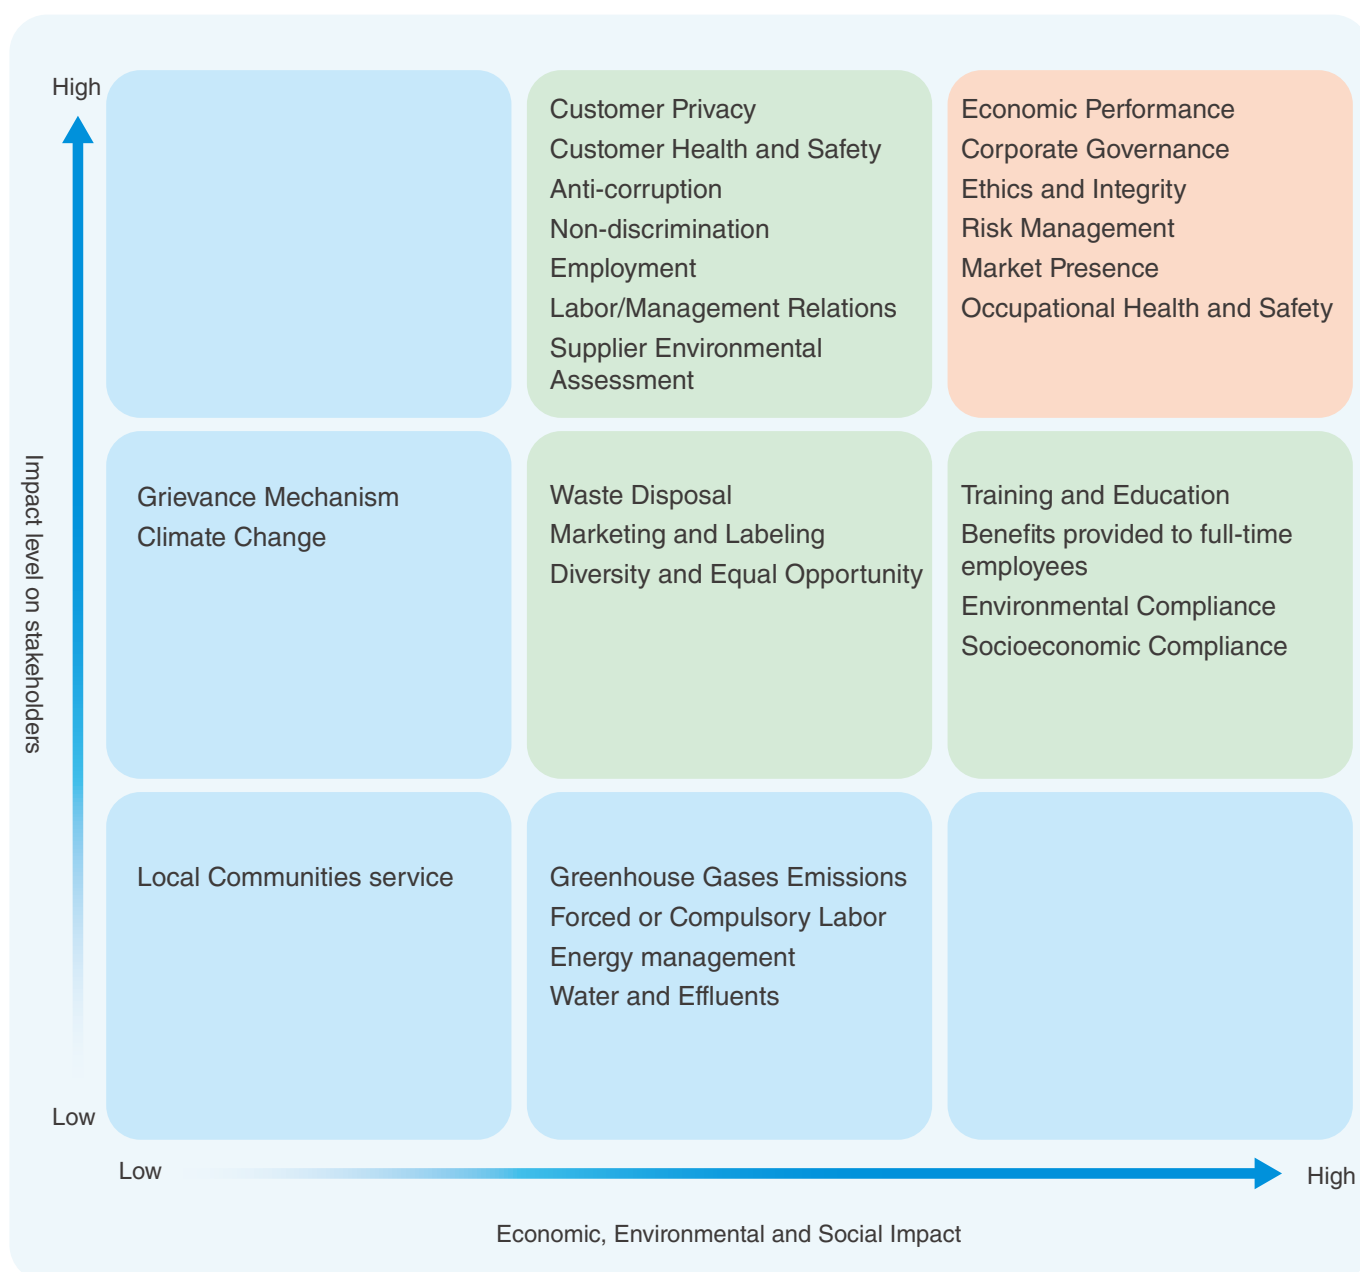 High
Customer Privacy
Customer Health and Safety
Anti-corruption
Non-discrimination
Employment
Labor/Management Relations
Supplier Environmental
Assessment
Economic Performance
Corporate Governance
Ethics and Integrity
Risk Management
Market Presence
Occupational Health and Safety
Impact level on stakeholders
Grievance Mechanism
Climate Change
Waste Disposal
Marketing and Labeling
Diversity and Equal Opportunity
Training and Education
Benefits provided to full-time
employees
Environmental Compliance
Socioeconomic Compliance
Local Communities service
Greenhouse Gases Emissions
Forced or Compulsory Labor
Energy management
Water and Effluents
Low
Low
High
Economic, Environmental and Social Impact